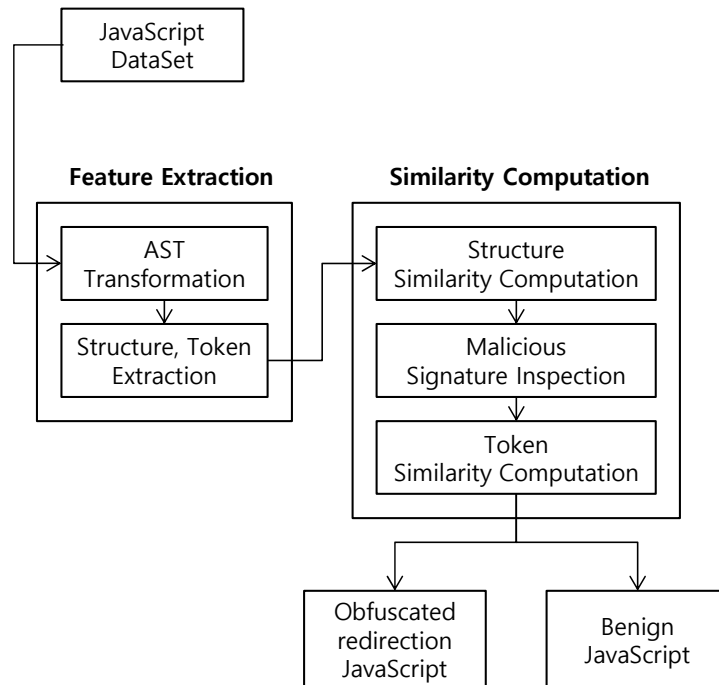 JavaScript
DataSet
Feature Extraction
AST
Transformation
Structure, Token
Extraction
Similarity Computation
Structure
Similarity Computation
Malicious
Signature Inspection
Token
Similarity Computation
Obfuscated
redirection
JavaScript
Benign
JavaScript